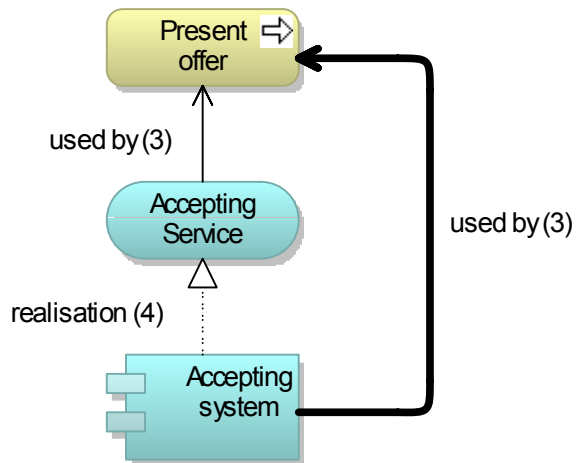 Present
offer
used by (3)
Accepting
Service
used by (3)
realisation (4)
Accepting
system